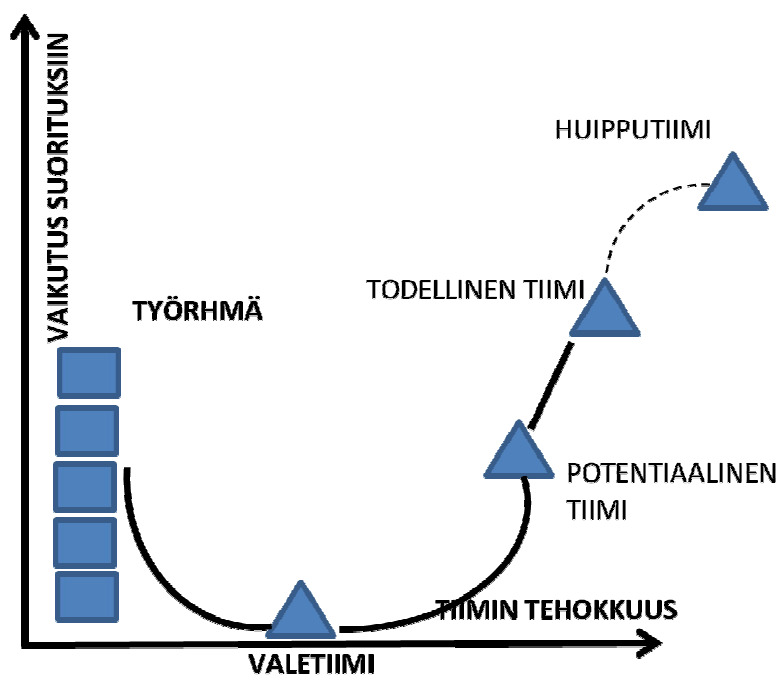 VAIKUTUS SUORITUKSIIN
HUIPPUTIIMI
TODELLINEN TIIMI
TYÖRHMÄ
POTENTIAALINEN
TIIMI
TIIMIN TEHOKKUUS
VALETIIMI